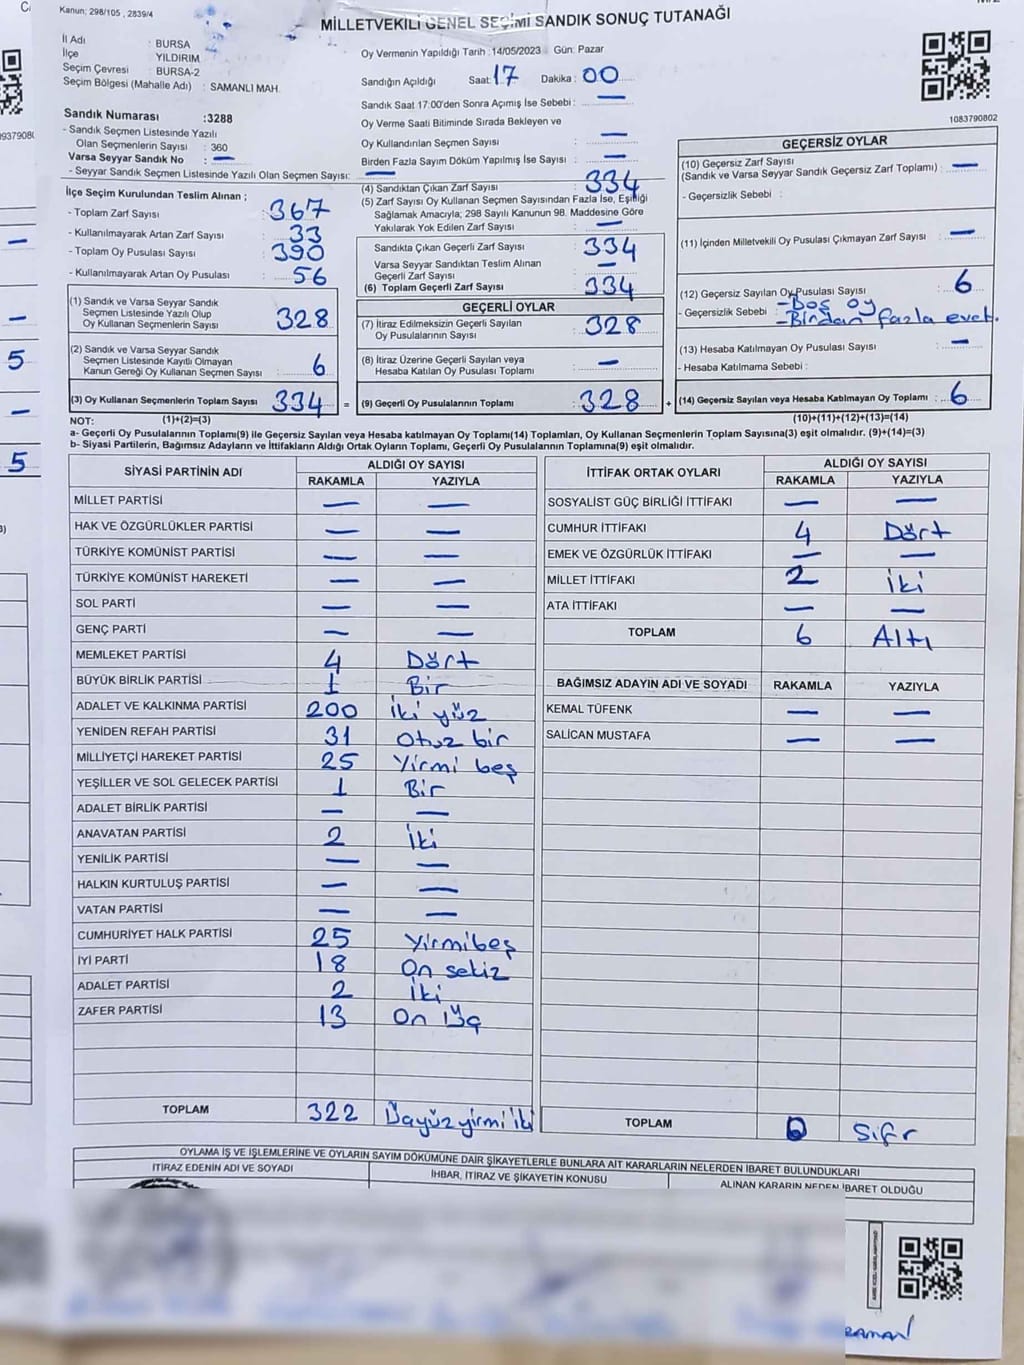 Kanun: 298/105 , 2839/4
MİLLETVEKİLİ GENEL SEÇİMİ SANDIK SONUÇ TUTANAĞI
İl Adı : BURSA
İlçe : YILDIRIM
Seçim Çevresi : BURSA-2
Seçim Bölgesi (Mahalle Adı) : SAMANLI MAH.
Sandık Numarası :3288
- Sandık Seçmen Listesinde Yazılı
Olan Seçmenlerin Sayısı : 360
Varsa Seyyar Sandık No : —
- Seyyar Sandık Seçmen Listesinde Yazılı Olan Seçmen Sayısı: —
Oy Vermenin Yapıldığı Tarih :14/05/2023 Gün: Pazar
Sandığın Açıldığı Saat: 17 Dakika : 00
Sandık Saat 17:00'den Sonra Açımış İse Sebebi : —
Oy Verme Saati Bitiminde Sırada Bekleyen ve
Oy Kullandırılan Seçmen Sayısı : —
Birden Fazla Sayım Döküm Yapılmış İse Sayısı : —
1083790802
İlçe Seçim Kurulundan Teslim Alınan ;
- Toplam Zarf Sayısı : 367
- Kullanılmayarak Artan Zarf Sayısı : 33
- Toplam Oy Pusulası Sayısı : 390
- Kullanılmayarak Artan Oy Pusulası : 56
(1) Sandık ve Varsa Seyyar Sandık
Seçmen Listesinde Yazılı Olup
Oy Kullanan Seçmenlerin Sayısı : 328
(2) Sandık ve Varsa Seyyar Sandık
Seçmen Listesinde Kayıtlı Olmayan
Kanun Gereği Oy Kullanan Seçmen Sayısı : 6
(3) Oy Kullanan Seçmenlerin Toplam Sayısı : 334 =
(4) Sandıktan Çıkan Zarf Sayısı : 334
(5) Zarf Sayısı Oy Kullanan Seçmen Sayısından Fazla İse, Eşitliği
Sağlamak Amacıyla; 298 Sayılı Kanunun 98. Maddesine Göre
Yakılarak Yok Edilen Zarf Sayısı : —
Sandıkta Çıkan Geçerli Zarf Sayısı : 334
Varsa Seyyar Sandıktan Teslim Alınan
Geçerli Zarf Sayısı : —
(6) Toplam Geçerli Zarf Sayısı : 334
GEÇERLİ OYLAR
(7) İtiraz Edilmeksizin Geçerli Sayılan
Oy Pusulalarının Sayısı : 328
(8) İtiraz Üzerine Geçerli Sayılan veya
Hesaba Katılan Oy Pusulası Toplamı : —
(9) Geçerli Oy Pusulalarının Toplamı : 328 +
GEÇERSİZ OYLAR
(10) Geçersiz Zarf Sayısı
(Sandık ve Varsa Seyyar Sandık Geçersiz Zarf Toplamı) : —
- Geçersizlik Sebebi :
(11) İçinden Milletvekili Oy Pusulası Çıkmayan Zarf Sayısı : —
(12) Geçersiz Sayılan Oy Pusulası Sayısı : 6
- Geçersizlik Sebebi : -Boş oy
-Birdan fazla evet.
(13) Hesaba Katılmayan Oy Pusulası Sayısı : —
- Hesaba Katılmama Sebebi :
(14) Geçersiz Sayılan veya Hesaba Katılmayan Oy Toplamı : 6
NOT: (1)+(2)=(3) (10)+(11)+(12)+(13)=(14)
a- Geçerli Oy Pusulalarının Toplamı(9) ile Geçersiz Sayılan veya Hesaba katılmayan Oy Toplamı(14) Toplamları, Oy Kullanan Seçmenlerin Toplam Sayısına(3) eşit olmalıdır. (9)+(14)=(3)
b- Siyasi Partilerin, Bağımsız Adayların ve İttifakların Aldığı Ortak Oyların Toplamı, Geçerli Oy Pusulalarının Toplamına(9) eşit olmalıdır.
SİYASİ PARTİNİN ADI ALDIĞI OY SAYISI
RAKAMLA YAZIYLA
MİLLET PARTİSİ — —
HAK VE ÖZGÜRLÜKLER PARTİSİ — —
TÜRKİYE KOMÜNİST PARTİSİ — —
TÜRKİYE KOMÜNİST HAREKETİ — —
SOL PARTİ — —
GENÇ PARTİ — —
MEMLEKET PARTİSİ 4 Dört
BÜYÜK BİRLİK PARTİSİ 1 Bir
ADALET VE KALKINMA PARTİSİ 200 İki yüz
YENİDEN REFAH PARTİSİ 31 Otuz bir
MİLLİYETÇİ HAREKET PARTİSİ 25 Yirmi beş
YEŞİLLER VE SOL GELECEK PARTİSİ 1 Bir
ADALET BİRLİK PARTİSİ — —
ANAVATAN PARTİSİ 2 İki
YENİLİK PARTİSİ — —
HALKIN KURTULUŞ PARTİSİ — —
VATAN PARTİSİ — —
CUMHURİYET HALK PARTİSİ 25 Yirmibeş
İYİ PARTİ 18 On sekiz
ADALET PARTİSİ 2 İki
ZAFER PARTİSİ 13 On üç
TOPLAM 322 Üçyüzyirmi iki
İTTİFAK ORTAK OYLARI ALDIĞI OY SAYISI
RAKAMLA YAZIYLA
SOSYALİST GÜÇ BİRLİĞİ İTTİFAKI — —
CUMHUR İTTİFAKI 4 Dört
EMEK VE ÖZGÜRLÜK İTTİFAKI — —
MİLLET İTTİFAKI 2 İki
ATA İTTİFAKI — —
TOPLAM 6 Altı
BAĞIMSIZ ADAYIN ADI VE SOYADI RAKAMLA YAZIYLA
KEMAL TÜFENK — —
SALİCAN MUSTAFA — —
TOPLAM 0 Sıfır
OYLAMA İŞ VE İŞLEMLERİNE VE OYLARIN SAYIM DÖKÜMÜNE DAİR ŞİKAYETLERLE BUNLARA AİT KARARLARIN NELERDEN İBARET BULUNDUKLARI
İTİRAZ EDENİN ADI VE SOYADI İHBAR, İTİRAZ VE ŞİKAYETİN KONUSU ALINAN KARARIN NEDEN İBARET OLDUĞU